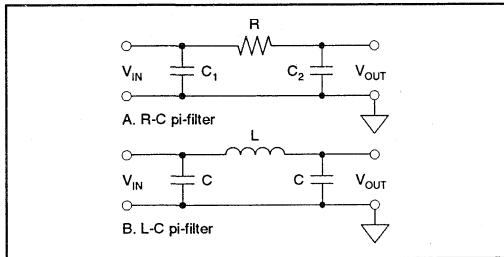 R
V_IN C_1 C_2 V_OUT
A. R-C pi-filter
L
V_IN C C V_OUT
B. L-C pi-filter